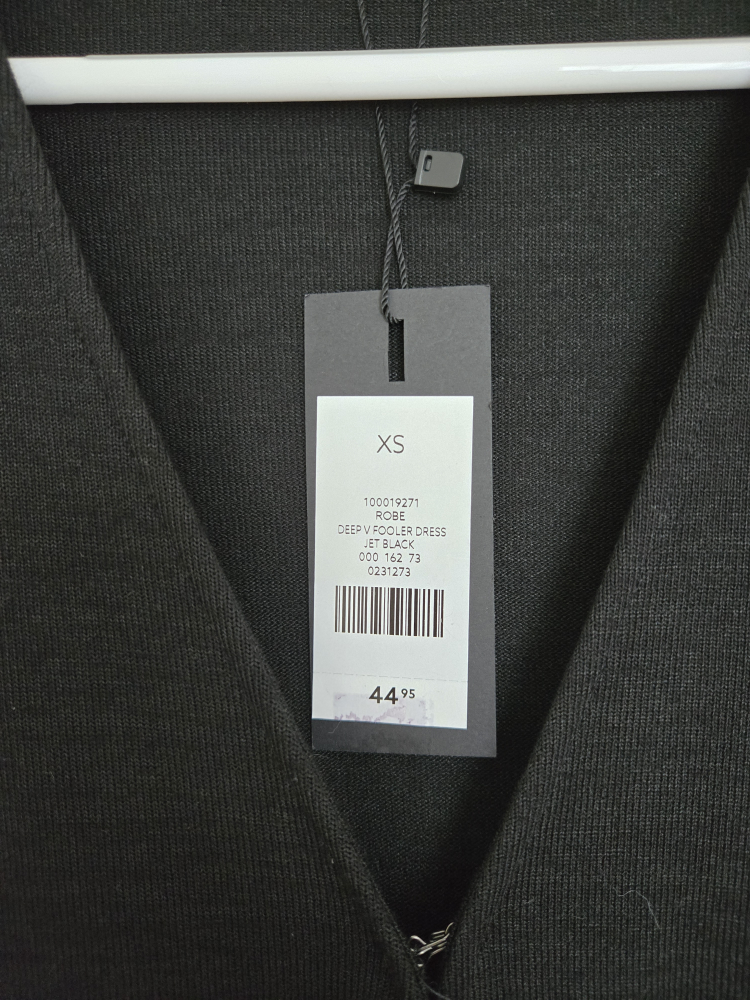 XS
100019271
ROBE
DEEP V FOOLER DRESS
JET BLACK
000 162 73
0231273
44 95